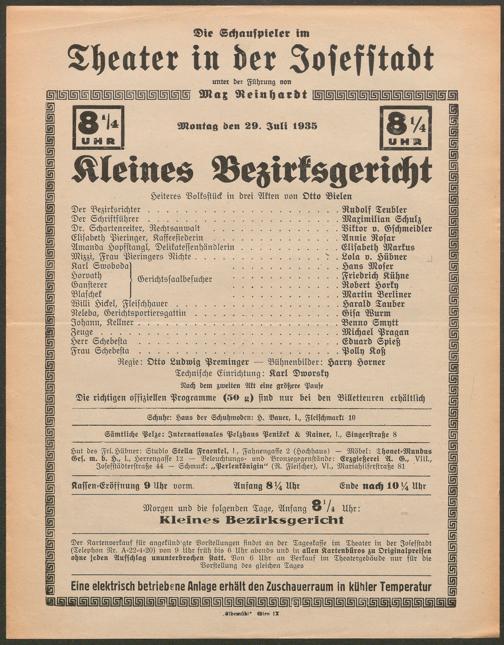 Die Schauspieler im
Theater in der Josefstadt
unter der Führung von
Max Reinhardt
8 1/4 UHR
Montag den 29. Juli 1935
8 1/4 UHR
Kleines Bezirksgericht
Heiteres Volksstück in drei Akten von Otto Bielen
Der Bezirksrichter . . . Rudolf Teubler
Der Schriftführer . . . Maximilian Schulz
Dr. Schartenreiter, Rechtsanwalt . . . Viktor v. Gschmeidler
Elisabeth Pieringer, Kaffeesiederin . . . Annie Rosar
Amanda Hopfstangl, Delikatessenhändlerin . . . Elisabeth Markus
Mizzi, Frau Pieringers Nichte . . . Lola v. Hübner
Karl Swoboda . . . Hans Moser
Horvath . . . Friedrich Kühne
Gerichtssaalbesucher
Gansterer . . . Robert Horky
Blaschek . . . Martin Berliner
Willi Hickel, Fleischhauer . . . Harald Tauber
Releda, Gerichtsportiersgattin . . . Gisa Wurm
Johann, Kellner . . . Benno Smytt
Zeuge . . . Michael Pragan
Herr Schebesta . . . Eduard Spieß
Frau Schebesta . . . Polly Koß
Regie: Otto Ludwig Preminger — Bühnenbilder: Harry Horner
Technische Einrichtung: Karl Dworsky
Nach dem zweiten Akt eine größere Pause
Die richtigen offiziellen Programme (50 g) sind nur bei den Billetteuren erhältlich
Schuhe: Haus der Schuhmoden: H. Bauer, I., Fleischmarkt 10
Sämtliche Pelze: Internationales Pelzhaus Penižek & Rainer, I., Singerstraße 8
Hut des Frl. Hübner: Studio Stella Fraenkel, I., Fahnengasse 2 (Hochhaus) — Möbel: Thonet-Mundus
Ges. m. b. H., I., Herrengasse 12 — Beleuchtungs- und Bronzegegenstände: Erzgießerei A. G., VIII.,
Josefstädterstraße 44 — Schmuck: „Perlenkönigin“ (R. Fleischer), VI., Mariahilferstraße 81
Kassen-Eröffnung 9 Uhr vorm. Anfang 8 1/4 Uhr Ende nach 10 1/4 Uhr
Morgen und die folgenden Tage, Anfang 8 1/4 Uhr:
Kleines Bezirksgericht
Der Kartenverkauf für angekündigte Vorstellungen findet an der Tageskasse im Theater in der Josefstadt
(Telephon Nr. A-22-4-20) von 9 Uhr früh bis 6 Uhr abends und in allen Kartenbüros zu Originalpreisen
ohne jeden Aufschlag ununterbrochen statt. Von 6 Uhr an Verkauf im Theatergebäude nur für die
Vorstellung des gleichen Tages
Eine elektrisch betriebene Anlage erhält den Zuschauerraum in kühler Temperatur
„Elbemühl“ Wien IX